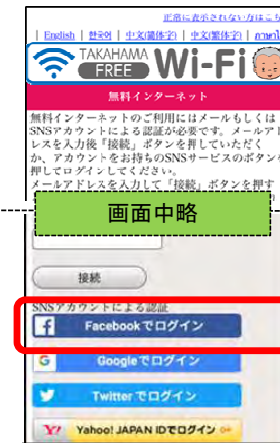 正常に表示されない方はこち
| English | 한국어 | 中文(簡体字) | 中文(繁体字) | ภาษาไ
TAKAHAMA
FREE Wi-Fi
無料インターネット
無料インターネットのご利用にはメールもしくは
SNSアカウントによる認証が必要です。メールアド
レスを入力後「接続」ボタンを押していただく
か、アカウントをお持ちのSNSサービスのボタンを
押してログインしてください。
メールアドレスを入力して「接続」ボタンを押す
画面中略
接続
SNSアカウントによる認証
f Facebookでログイン
G Googleでログイン
Twitterでログイン
Y! Yahoo! JAPAN IDでログイン